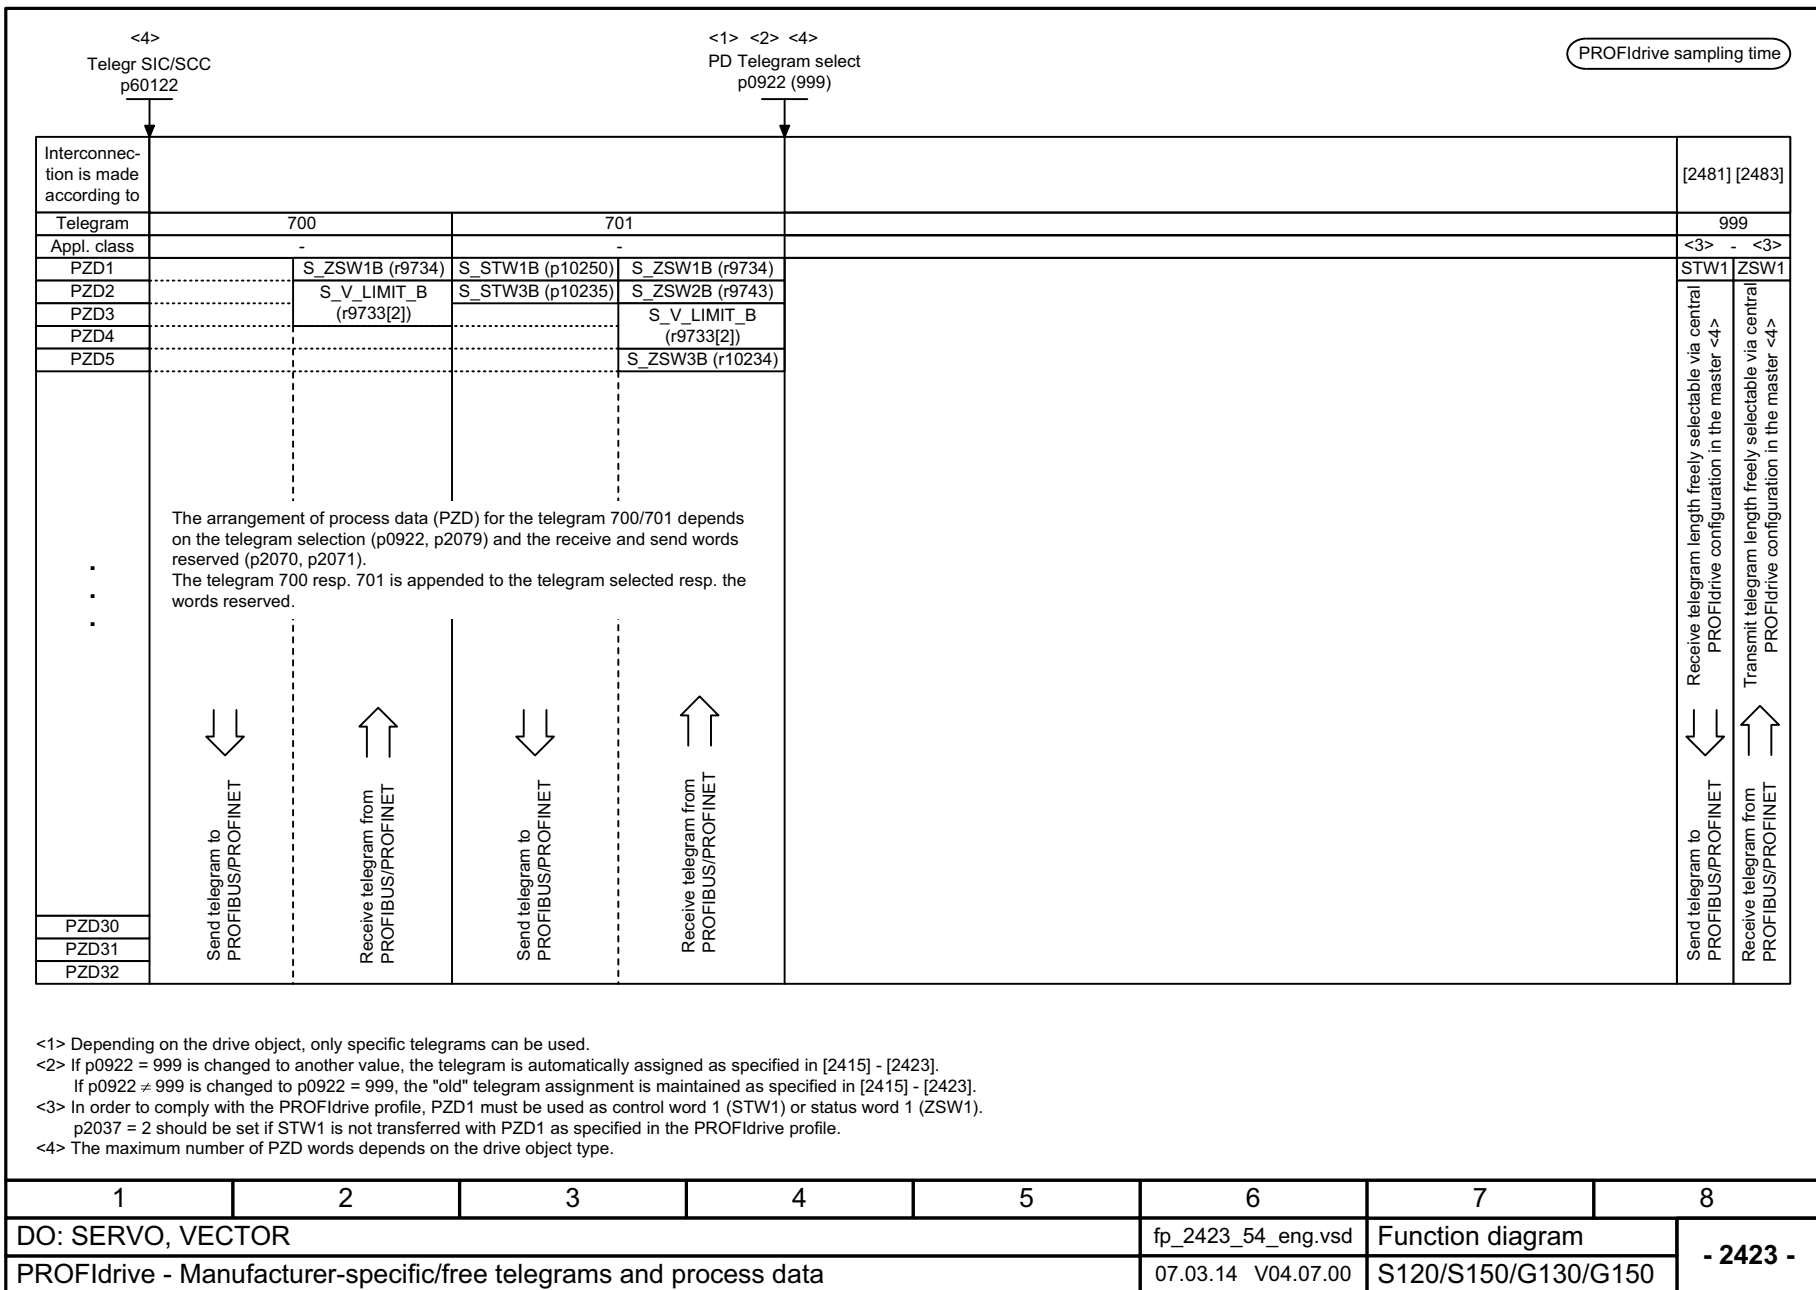 <4>
Telegr SIC/SCC
p60122
<1> <2> <4>
PD Telegram select
p0922 (999)
PROFIdrive sampling time
Interconnec-
tion is made
according to
[2481] [2483]
Telegram 700 701 999
Appl. class - - <3> - <3>
PZD1 S_ZSW1B (r9734) S_STW1B (p10250) S_ZSW1B (r9734) STW1 ZSW1
PZD2 S_V_LIMIT_B S_STW3B (p10235) S_ZSW2B (r9743)
PZD3 (r9733[2]) S_V_LIMIT_B
PZD4 (r9733[2])
PZD5 S_ZSW3B (r10234)
Receive telegram length freely selectable via central
PROFIdrive configuration in the master <4>
Transmit telegram length freely selectable via central
PROFIdrive configuration in the master <4>
The arrangement of process data (PZD) for the telegram 700/701 depends
on the telegram selection (p0922, p2079) and the receive and send words
reserved (p2070, p2071).
The telegram 700 resp. 701 is appended to the telegram selected resp. the
words reserved.
.
.
.
Send telegram to
PROFIBUS/PROFINET
Receive telegram from
PROFIBUS/PROFINET
Send telegram to
PROFIBUS/PROFINET
Receive telegram from
PROFIBUS/PROFINET
Send telegram to
PROFIBUS/PROFINET
Receive telegram from
PROFIBUS/PROFINET
PZD30
PZD31
PZD32
<1> Depending on the drive object, only specific telegrams can be used.
<2> If p0922 = 999 is changed to another value, the telegram is automatically assigned as specified in [2415] - [2423].
If p0922 ≠ 999 is changed to p0922 = 999, the "old" telegram assignment is maintained as specified in [2415] - [2423].
<3> In order to comply with the PROFIdrive profile, PZD1 must be used as control word 1 (STW1) or status word 1 (ZSW1).
p2037 = 2 should be set if STW1 is not transferred with PZD1 as specified in the PROFIdrive profile.
<4> The maximum number of PZD words depends on the drive object type.
1 2 3 4 5 6 7 8
DO: SERVO, VECTOR fp_2423_54_eng.vsd Function diagram
- 2423 -
PROFIdrive - Manufacturer-specific/free telegrams and process data 07.03.14 V04.07.00 S120/S150/G130/G150